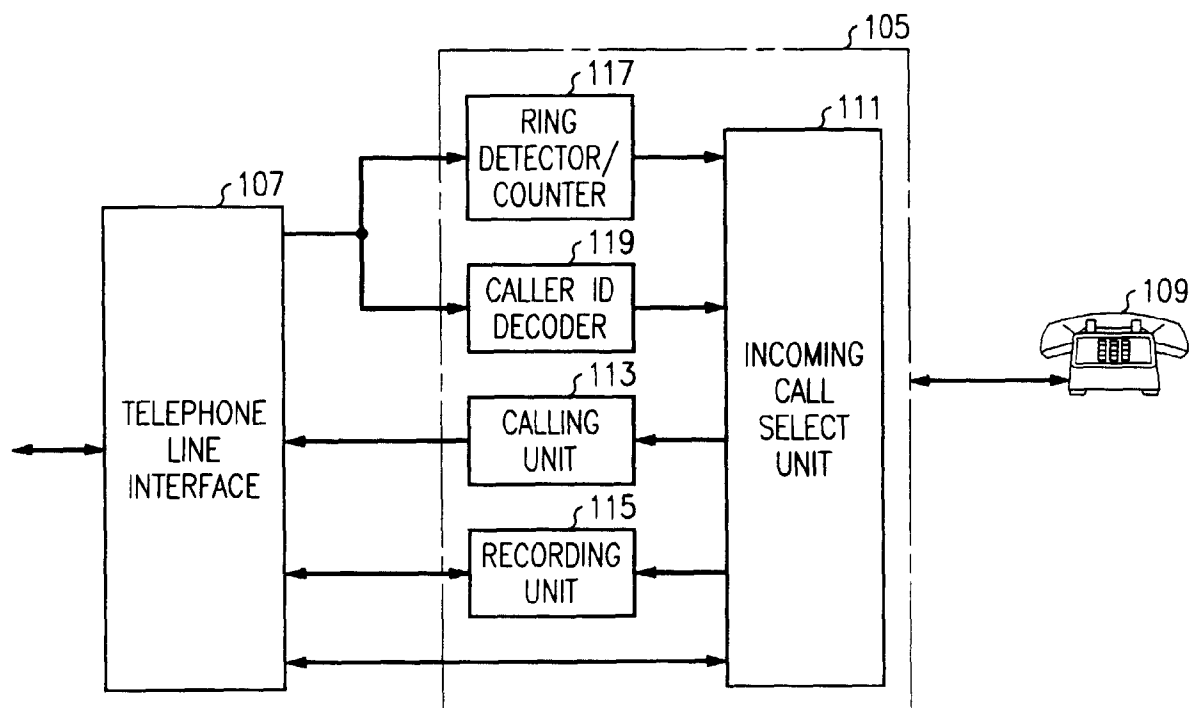 105
117
RING
DETECTOR/
COUNTER
111
107
119
CALLER ID
DECODER
109
INCOMING
CALL
SELECT
UNIT
113
CALLING
UNIT
TELEPHONE
LINE
INTERFACE
115
RECORDING
UNIT